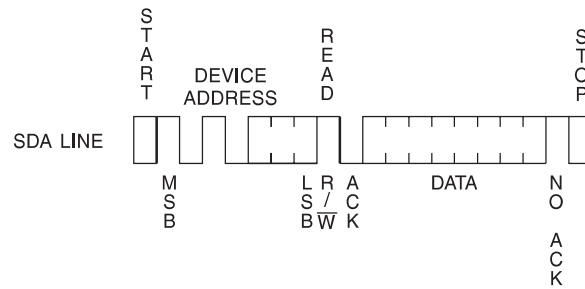 START
DEVICE
ADDRESS
READ
STOP
SDA LINE
MSB
LSB
R/W
ACK
DATA
NO ACK